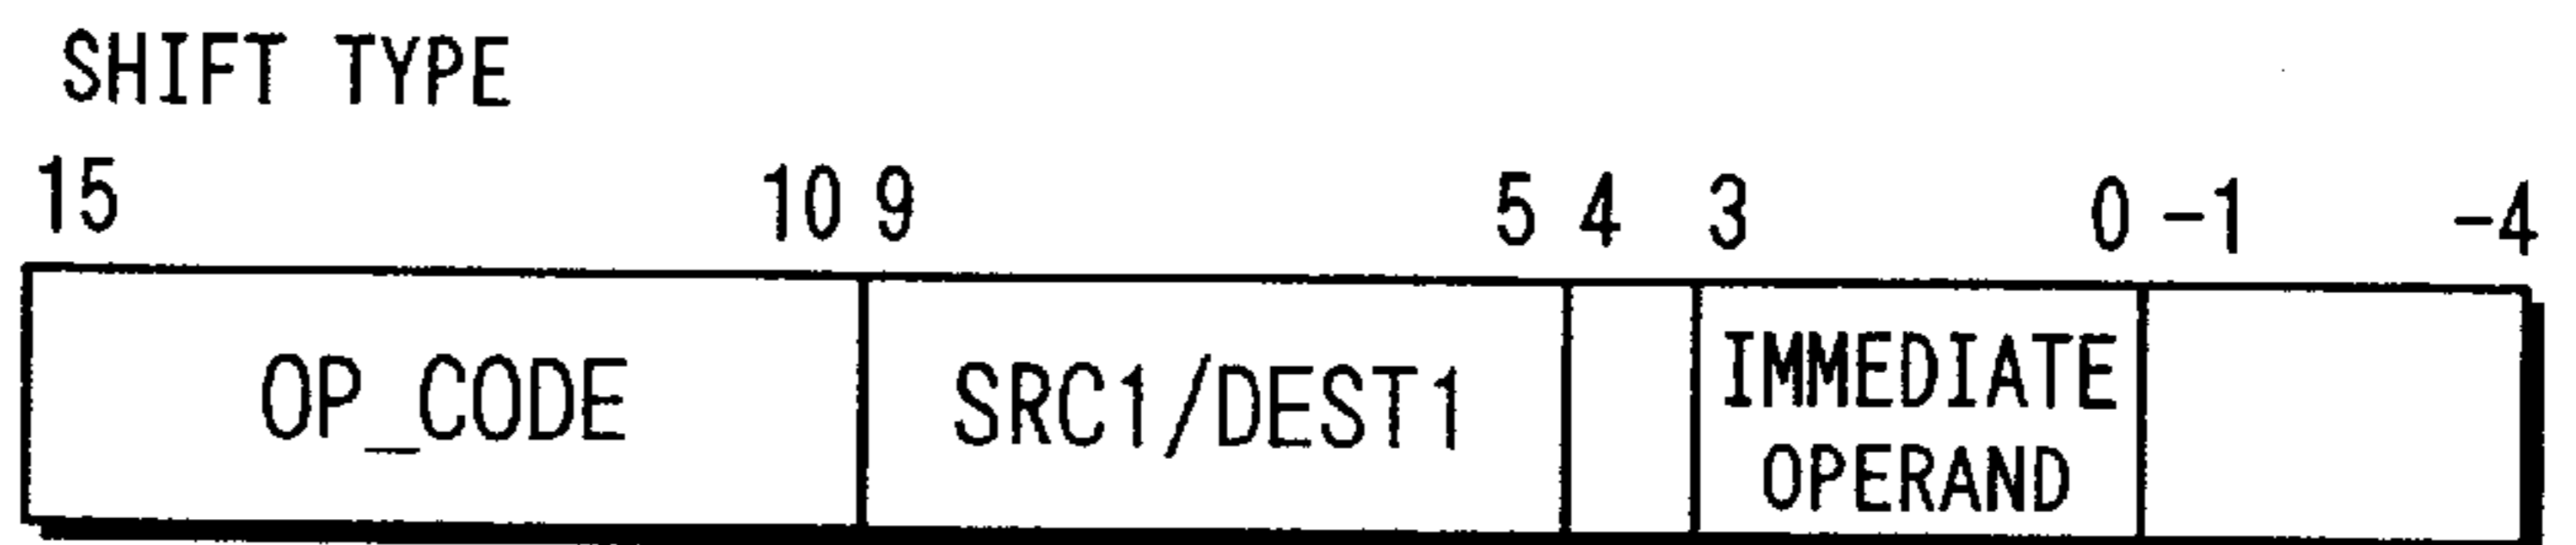 SHIFT TYPE
15 10 9 5 4 3 0 -1 -4
OP_CODE SRC1/DEST1 IMMEDIATE
OPERAND